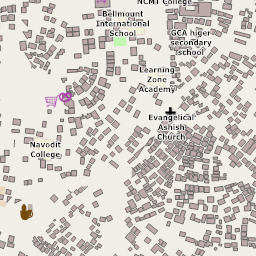 NCMT College
Bellmount
International
School
GCA higer
secondary
school
Learning
Zone
Academy
Evangelical
Ashish
Church
Navodit
College